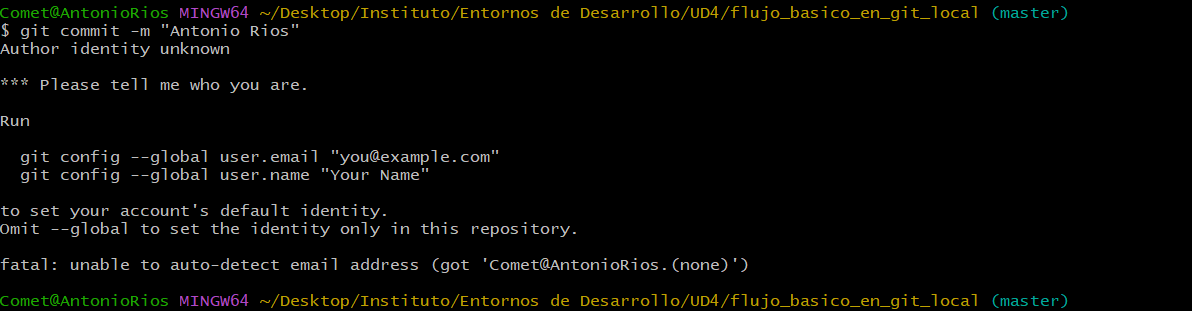 Comet@AntonioRios MINGW64 ~/Desktop/Instituto/Entornos de Desarrollo/UD4/flujo_basico_en_git_local (master)
$ git commit -m "Antonio Rios"
Author identity unknown

*** Please tell me who you are.

Run

  git config --global user.email "you@example.com"
  git config --global user.name "Your Name"

to set your account's default identity.
Omit --global to set the identity only in this repository.

fatal: unable to auto-detect email address (got 'Comet@AntonioRios.(none)')

Comet@AntonioRios MINGW64 ~/Desktop/Instituto/Entornos de Desarrollo/UD4/flujo_basico_en_git_local (master)